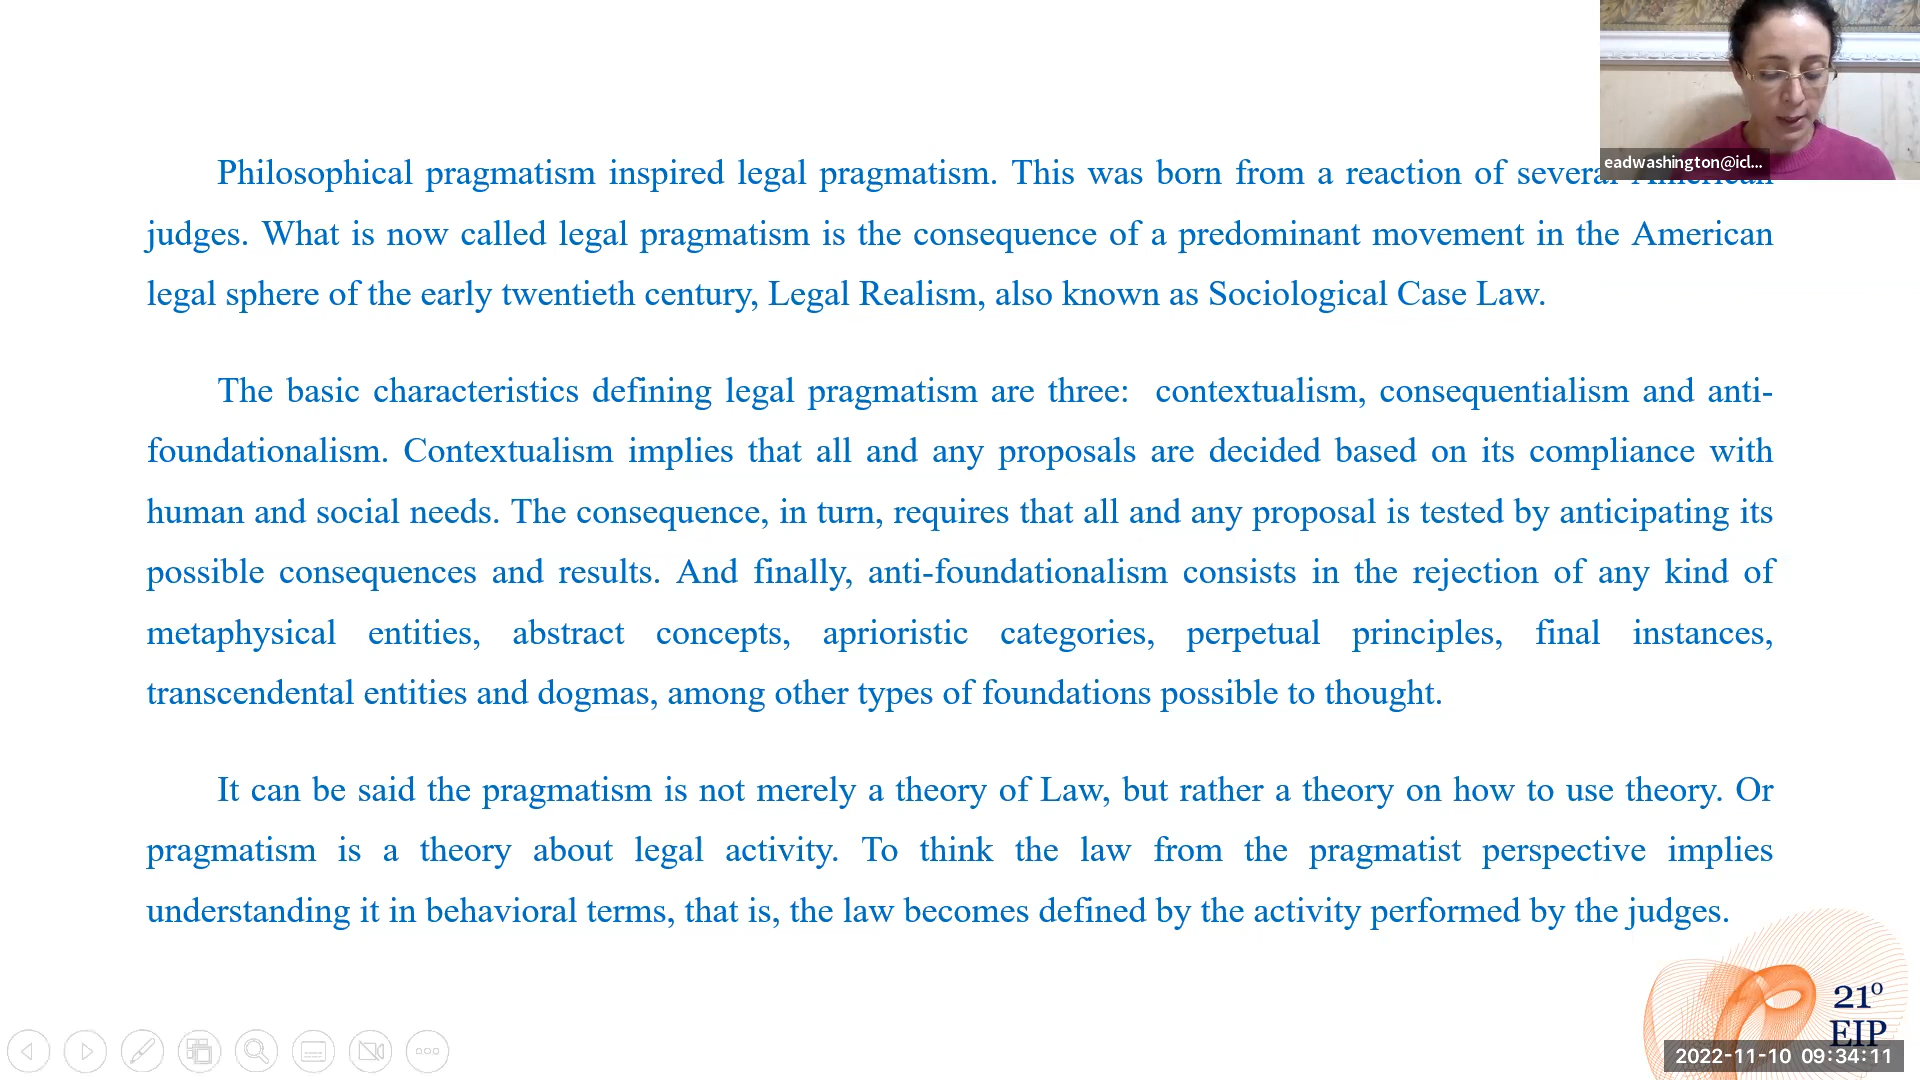 Philosophical pragmatism inspired legal pragmatism. This was born from a reaction of several American
judges. What is now called legal pragmatism is the consequence of a predominant movement in the American
legal sphere of the early twentieth century, Legal Realism, also known as Sociological Case Law.
The basic characteristics defining legal pragmatism are three: contextualism, consequentialism and anti-
foundationalism. Contextualism implies that all and any proposals are decided based on its compliance with
human and social needs. The consequence, in turn, requires that all and any proposal is tested by anticipating its
possible consequences and results. And finally, anti-foundationalism consists in the rejection of any kind of
metaphysical entities, abstract concepts, aprioristic categories, perpetual principles, final instances,
transcendental entities and dogmas, among other types of foundations possible to thought.
It can be said the pragmatism is not merely a theory of Law, but rather a theory on how to use theory. Or
pragmatism is a theory about legal activity. To think the law from the pragmatist perspective implies
understanding it in behavioral terms, that is, the law becomes defined by the activity performed by the judges.
eadwashington@icl...
21º
EIP
2022-11-10 09:34:11